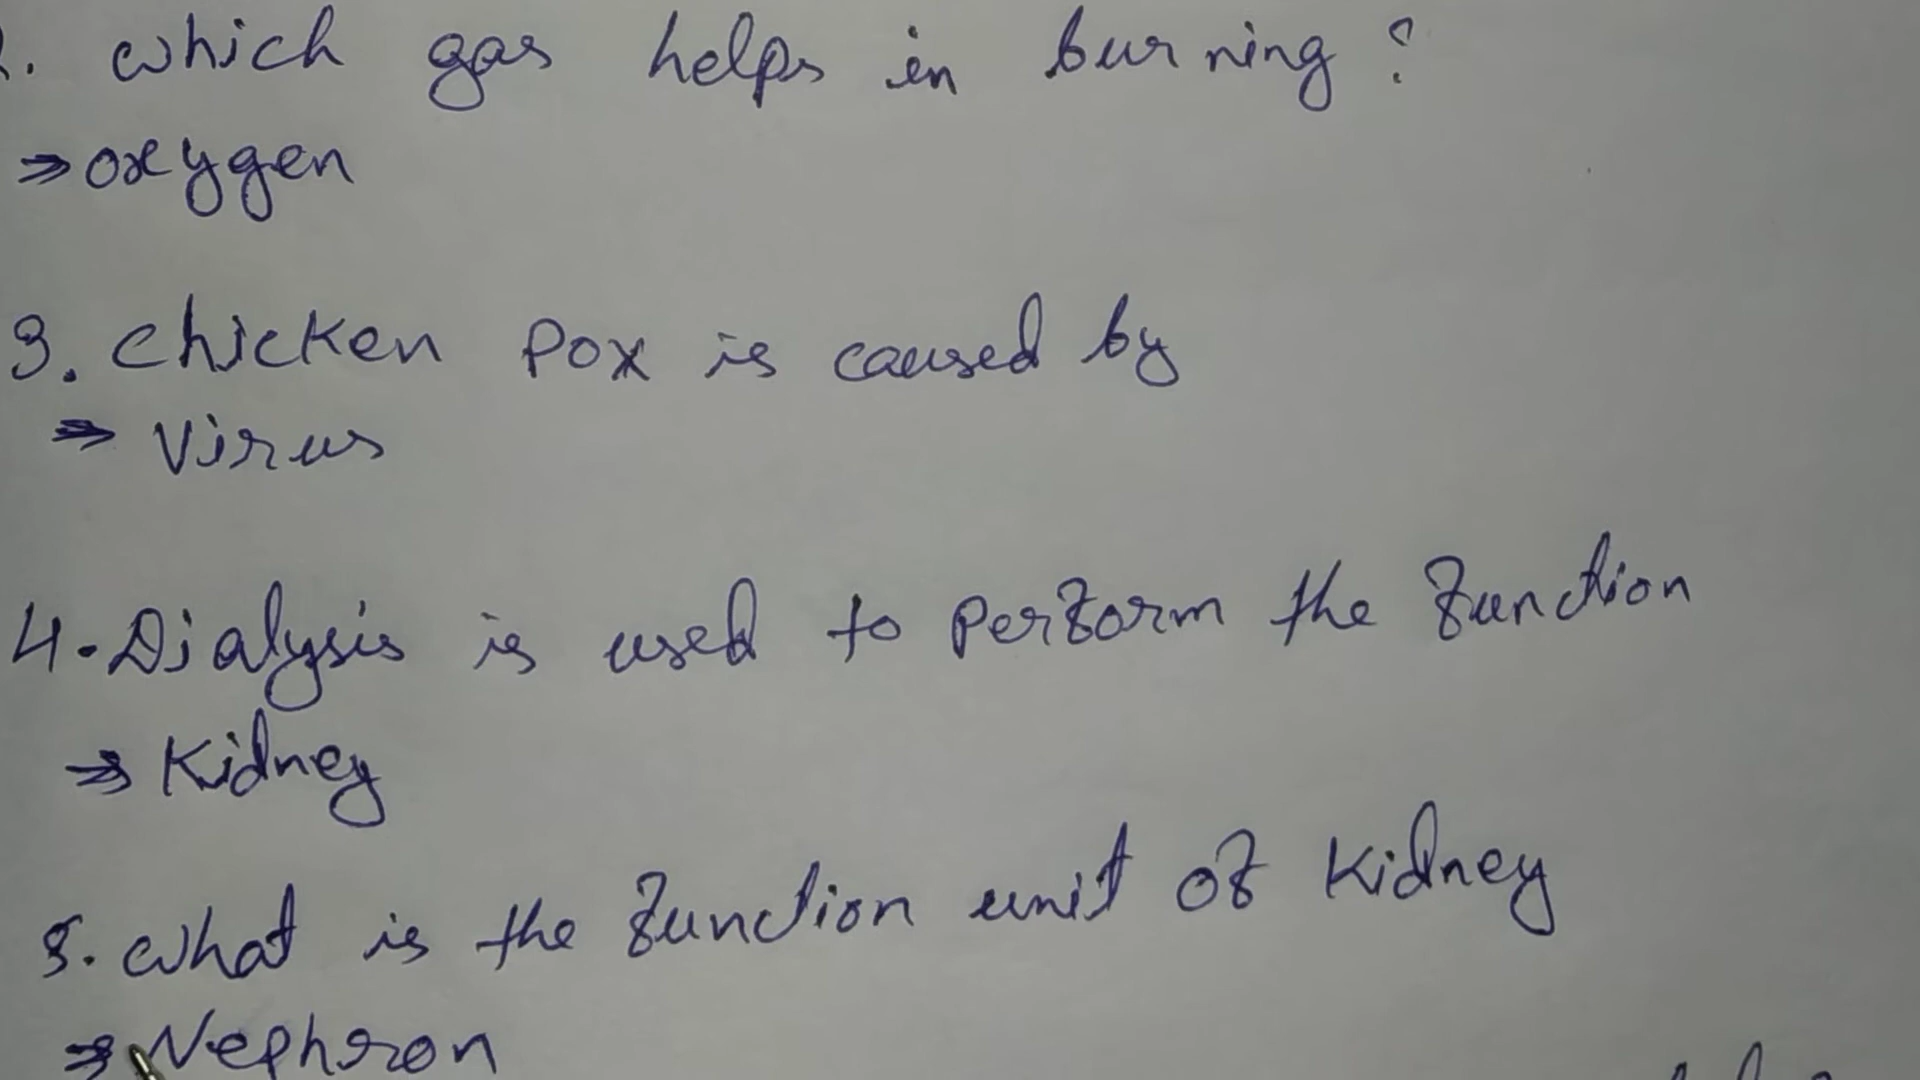 . which gas helps in burning?
⇒ oxygen
3. chicken Pox is caused by
⇒ Virus
4. Dialysis is used to Perform the function
⇒ Kidney
5. what is the function unit of kidney
⇒ Nephron